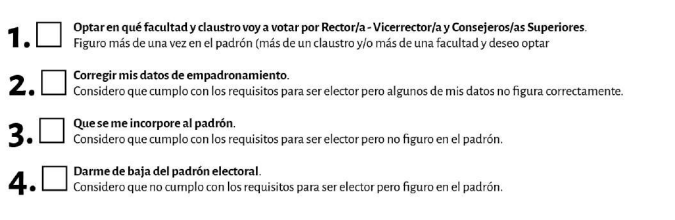 1. Optar en qué facultad y claustro voy a votar por Rector/a - Vicerrector/a y Consejeros/as Superiores.
Figuro más de una vez en el padrón (más de un claustro y/o más de una facultad y deseo optar
2. Corregir mis datos de empadronamiento.
Considero que cumplo con los requisitos para ser elector pero algunos de mis datos no figura correctamente.
3. Que se me incorpore al padrón.
Considero que cumplo con los requisitos para ser elector pero no figuro en el padrón.
4. Darme de baja del padrón electoral.
Considero que no cumplo con los requisitos para ser elector pero figuro en el padrón.